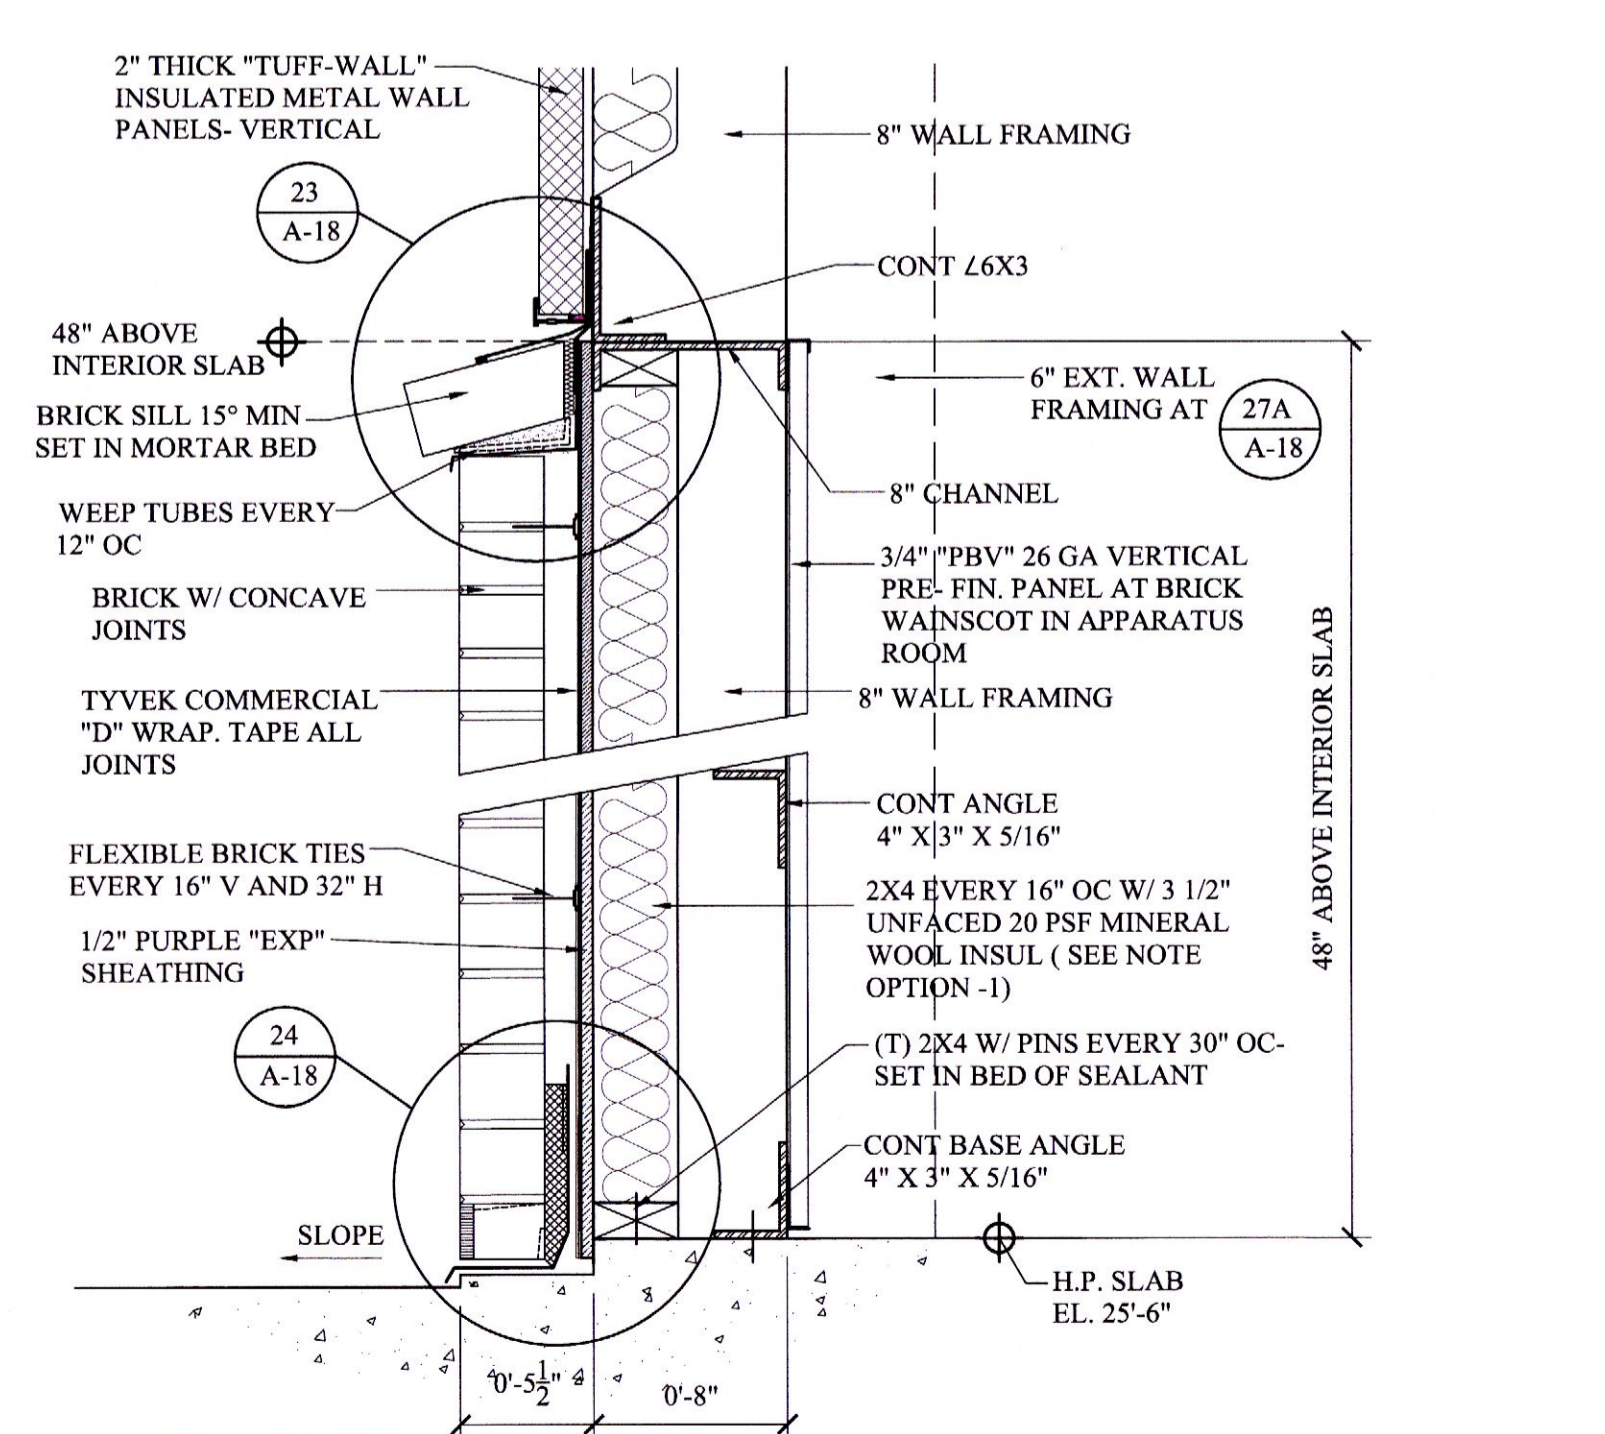 2" THICK "TUFF-WALL"
INSULATED METAL WALL
PANELS- VERTICAL
8" WALL FRAMING
23
A-18
CONT ∠6X3
48" ABOVE
INTERIOR SLAB
6" EXT. WALL
FRAMING AT
27A
A-18
BRICK SILL 15° MIN
SET IN MORTAR BED
8" CHANNEL
WEEP TUBES EVERY
12" OC
3/4" "PBV" 26 GA VERTICAL
PRE- FIN. PANEL AT BRICK
WAINSCOT IN APPARATUS
ROOM
BRICK W/ CONCAVE
JOINTS
TYVEK COMMERCIAL
"D" WRAP. TAPE ALL
JOINTS
8" WALL FRAMING
48" ABOVE INTERIOR SLAB
CONT ANGLE
4" X 3" X 5/16"
FLEXIBLE BRICK TIES
EVERY 16" V AND 32" H
2X4 EVERY 16" OC W/ 3 1/2"
UNFACED 20 PSF MINERAL
WOOL INSUL ( SEE NOTE
OPTION -1)
1/2" PURPLE "EXP"
SHEATHING
24
A-18
(T) 2X4 W/ PINS EVERY 30" OC-
SET IN BED OF SEALANT
CONT BASE ANGLE
4" X 3" X 5/16"
SLOPE
H.P. SLAB
EL. 25'-6"
0'-5 1/2"
0'-8"